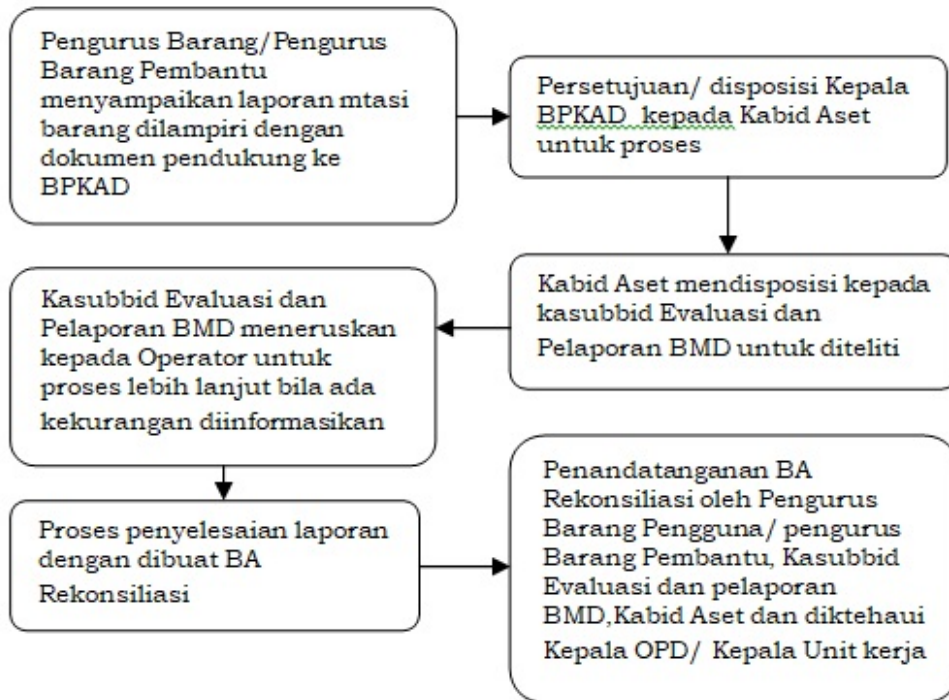 Pengurus Barang/Pengurus
Barang Pembantu
menyampaikan laporan mtasi
barang dilampiri dengan
dokumen pendukung ke
BPKAD
Persetujuan/ disposisi Kepala
BPKAD kepada Kabid Aset
untuk proses
Kabid Aset mendisposisi kepada
kasubbid Evaluasi dan
Pelaporan BMD untuk diteliti
Kasubbid Evaluasi dan
Pelaporan BMD meneruskan
kepada Operator untuk
proses lebih lanjut bila ada
kekurangan diinformasikan
Proses penyelesaian laporan
dengan dibuat BA
Rekonsiliasi
Penandatanganan BA
Rekonsiliasi oleh Pengurus
Barang Pengguna/ pengurus
Barang Pembantu, Kasubbid
Evaluasi dan pelaporan
BMD,Kabid Aset dan diktehaui
Kepala OPD/ Kepala Unit kerja